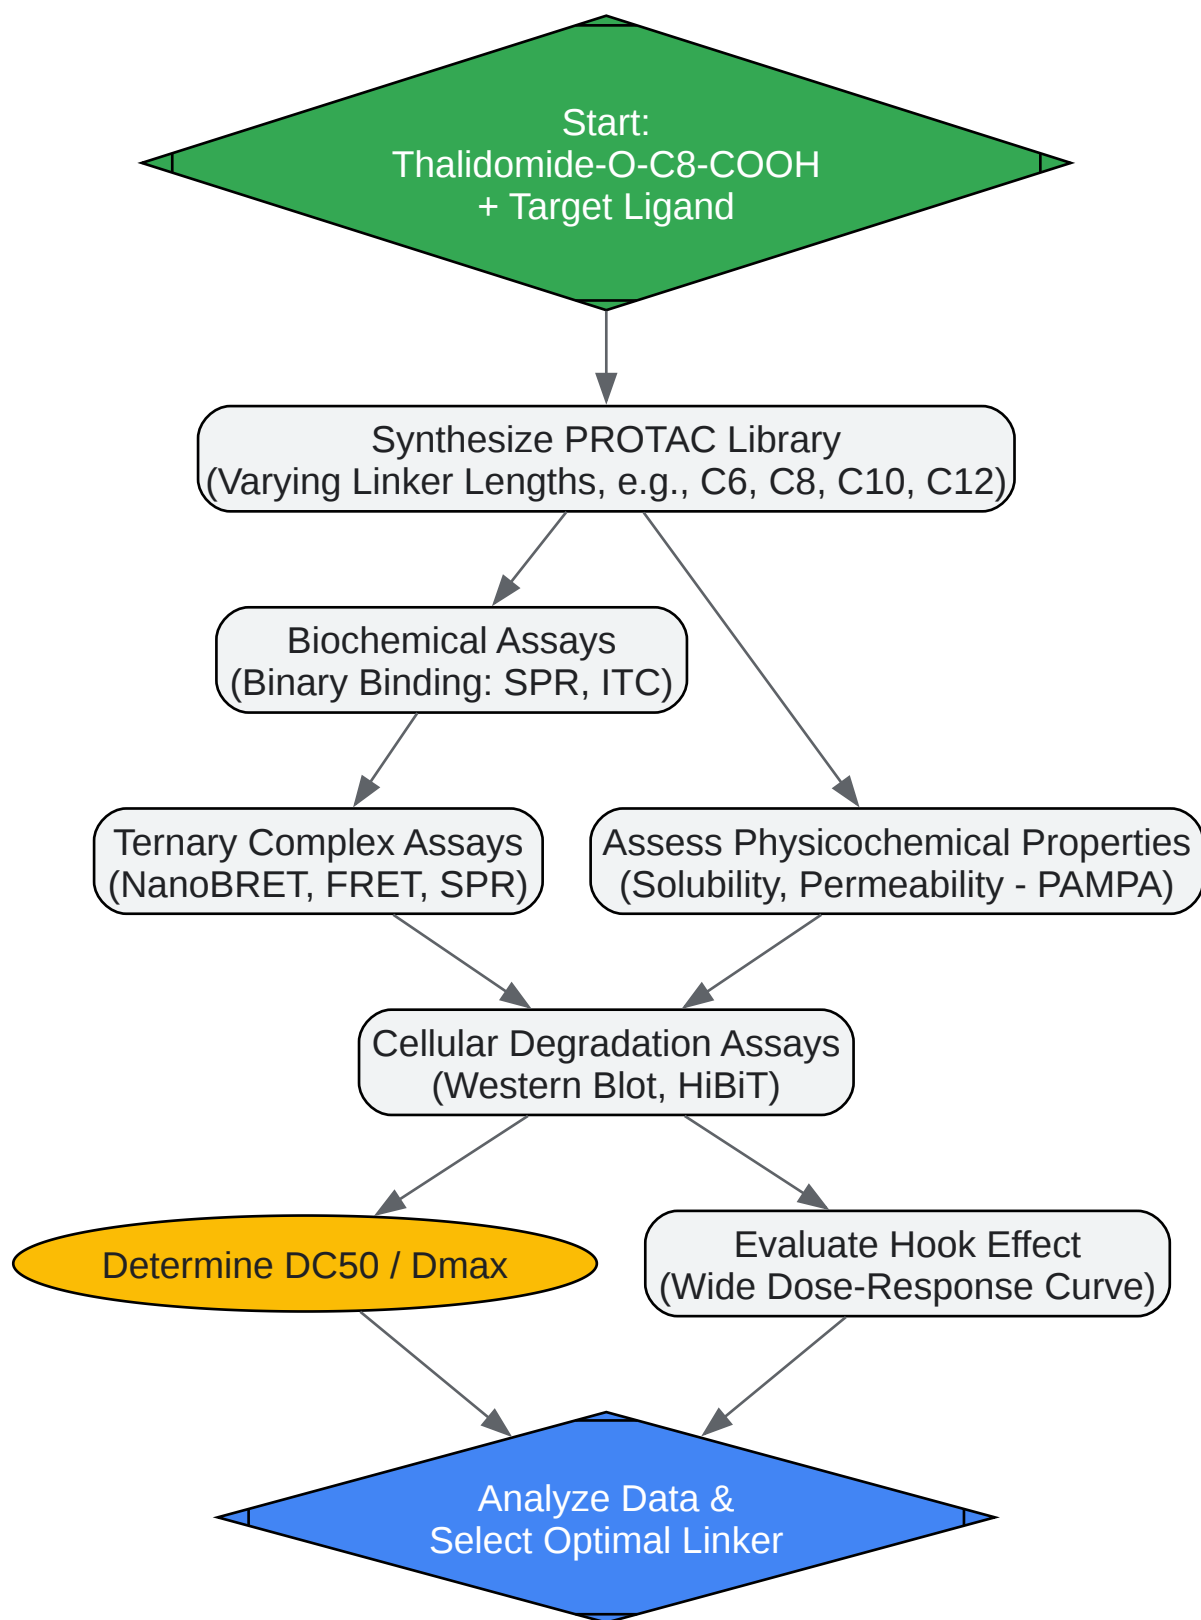 Start:
Thalidomide-O-C8-COOH
+ Target Ligand
Synthesize PROTAC Library
(Varying Linker Lengths, e.g., C6, C8, C10, C12)
Biochemical Assays
(Binary Binding: SPR, ITC)
Ternary Complex Assays
(NanoBRET, FRET, SPR)
Assess Physicochemical Properties
(Solubility, Permeability - PAMPA)
Cellular Degradation Assays
(Western Blot, HiBiT)
Determine DC50 / Dmax
Evaluate Hook Effect
(Wide Dose-Response Curve)
Analyze Data &
Select Optimal Linker